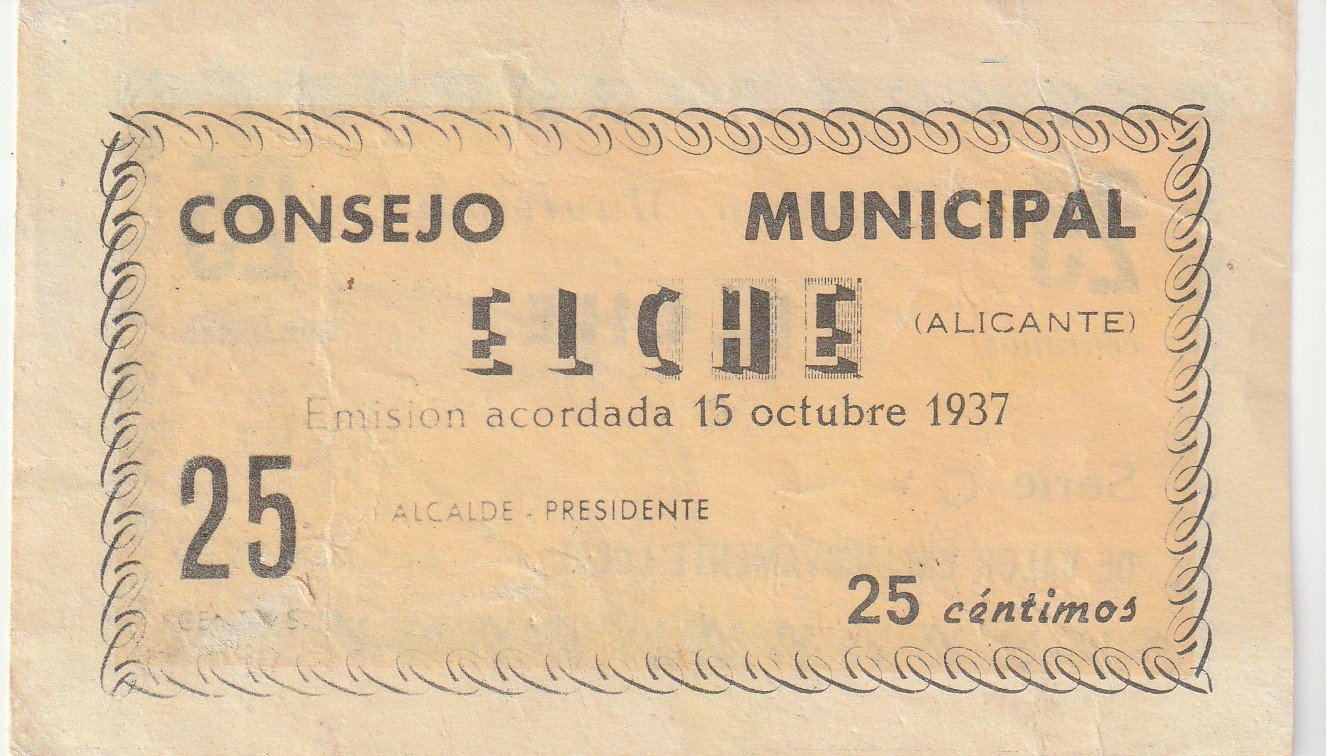 CONSEJO MUNICIPAL
ELCHE (ALICANTE)
Emisión acordada 15 octubre 1937
25
ALCALDE - PRESIDENTE
25 céntimos